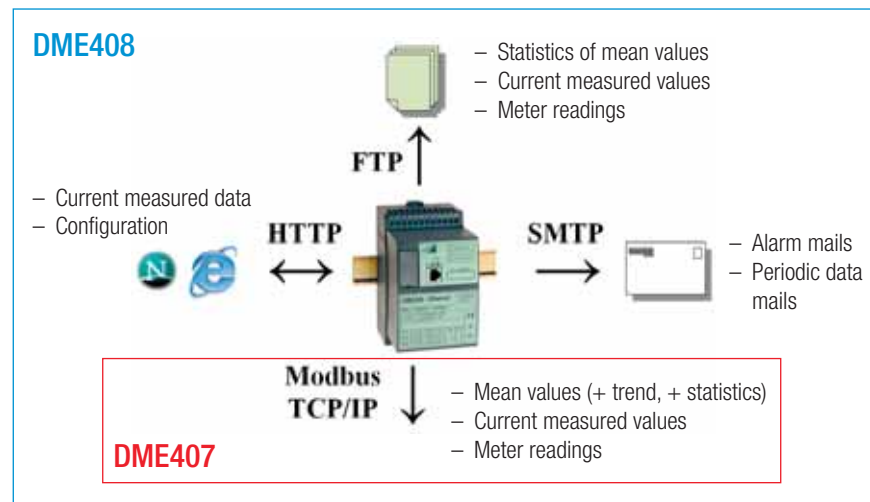 DME408
– Statistics of mean values
– Current measured values
– Meter readings
FTP
– Current measured data
– Configuration
HTTP
SMTP
– Alarm mails
– Periodic data
mails
N
Modbus
TCP/IP
– Mean values (+ trend, + statistics)
– Current measured values
– Meter readings
DME407